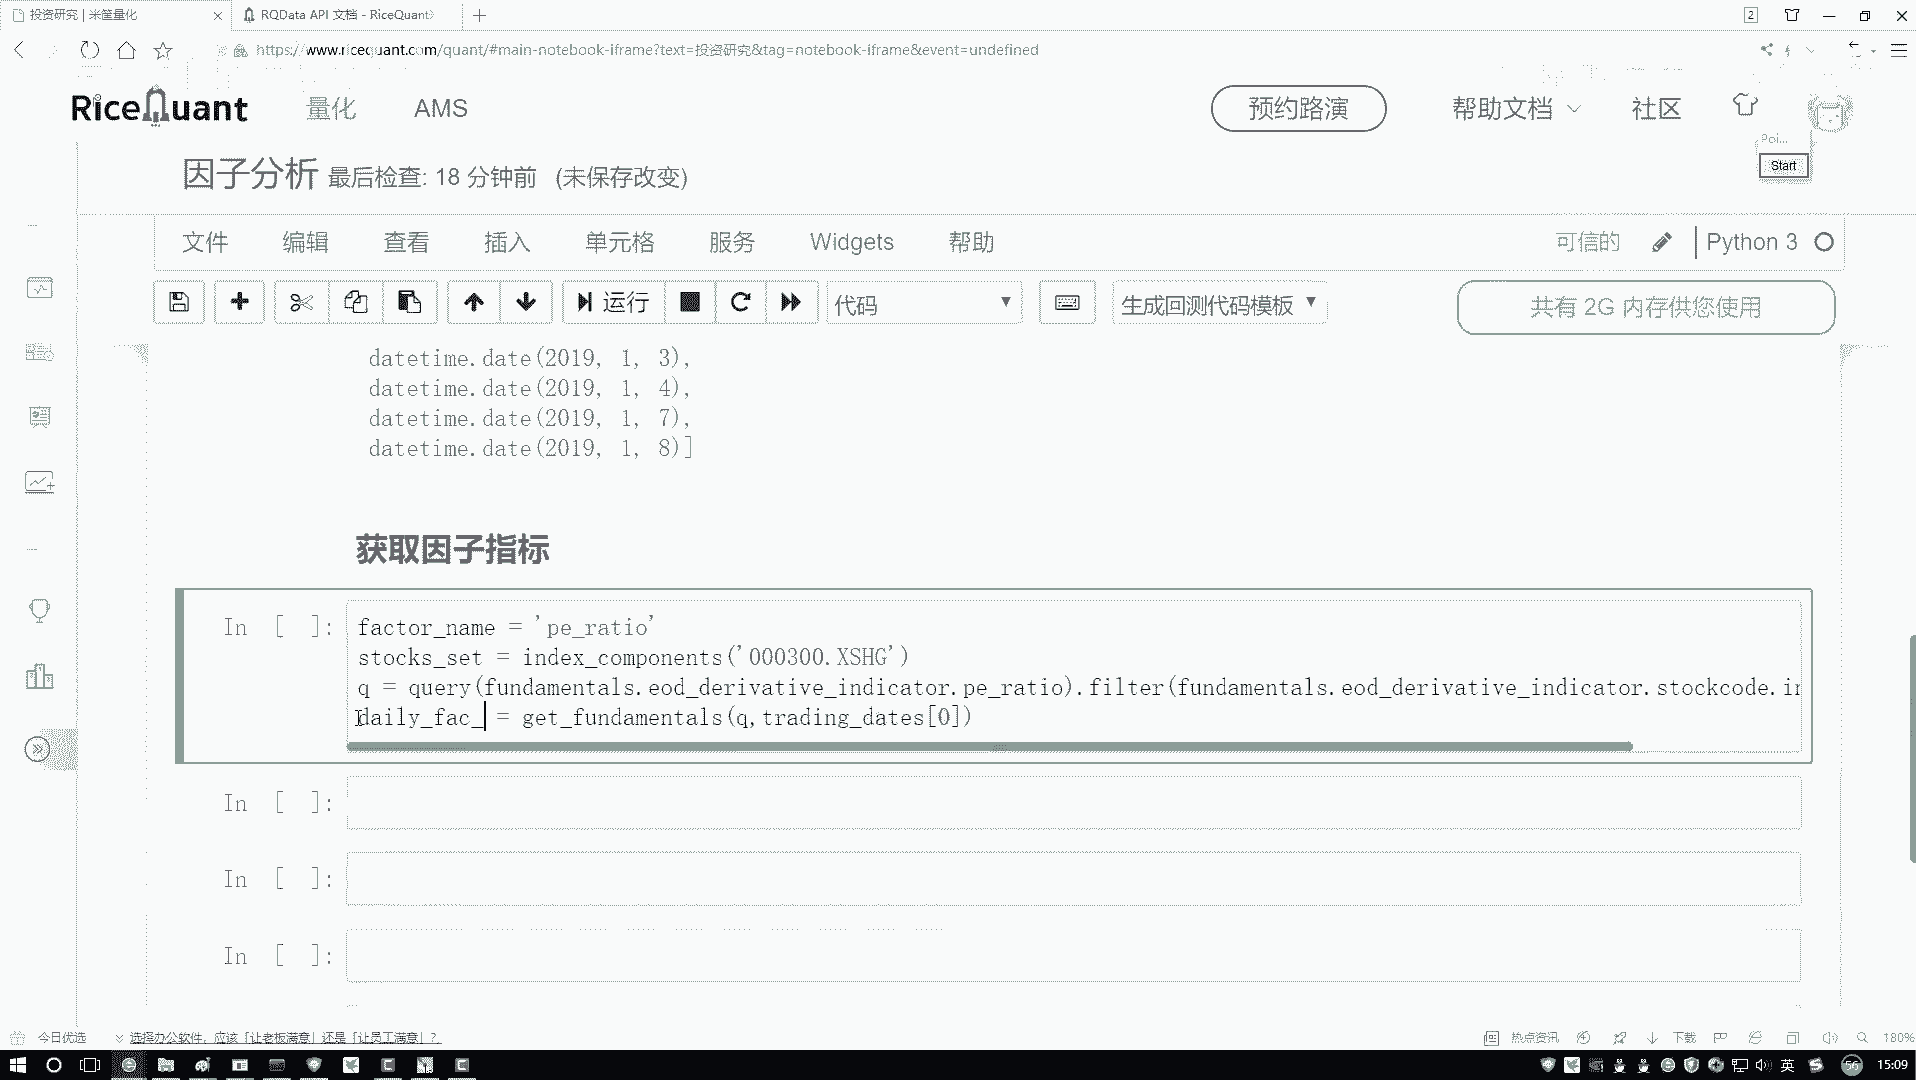 投资研究 | 米筐量化
RQData API 文档 - RiceQuant
2
https://www.ricequant.com/quant/#main-notebook-iframe?text=投资研究&tag=notebook-iframe&event=undefined
RiceQuant
量化
AMS
预约路演
帮助文档
社区
Poi...
Start
因子分析 最后检查: 18 分钟前 (未保存改变)
文件
编辑
查看
插入
单元格
服务
Widgets
帮助
可信的
Python 3
运行
代码
生成回测代码模板
共有 2G 内存供您使用
datetime.date(2019, 1, 3),
datetime.date(2019, 1, 4),
datetime.date(2019, 1, 7),
datetime.date(2019, 1, 8)]
获取因子指标
In [ ]:
factor_name = 'pe_ratio'
stocks_set = index_components('000300.XSHG')
q = query(fundamentals.eod_derivative_indicator.pe_ratio).filter(fundamentals.eod_derivative_indicator.stockcode.in
daily_fac_ = get_fundamentals(q,trading_dates[0])
In [ ]:
In [ ]:
In [ ]:
今日优选
选择办公软件，应该「让老板满意」还是「让员工满意」？
热点资讯
下载
180%
英
56
15:09